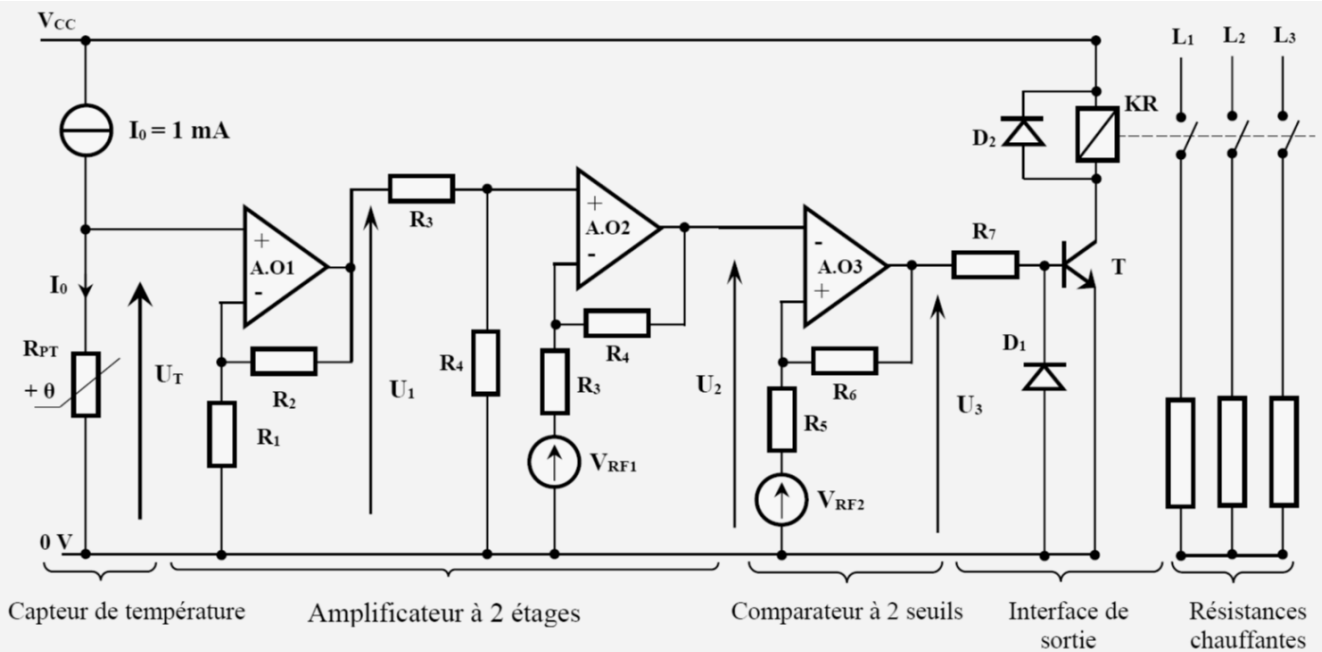 VCC
L1 L2 L3
KR
I0 = 1 mA
D2
R3
+
A.O2
-
R7
T
+
A.O1
-
-
A.O3
+
I0
RPT
+ θ
UT
R2
R1
U1
R4
R4
R3
VRF1
U2
R6
R5
VRF2
U3
D1
0 V
Capteur de température
Amplificateur à 2 étages
Comparateur à 2 seuils
Interface de
sortie
Résistances
chauffantes